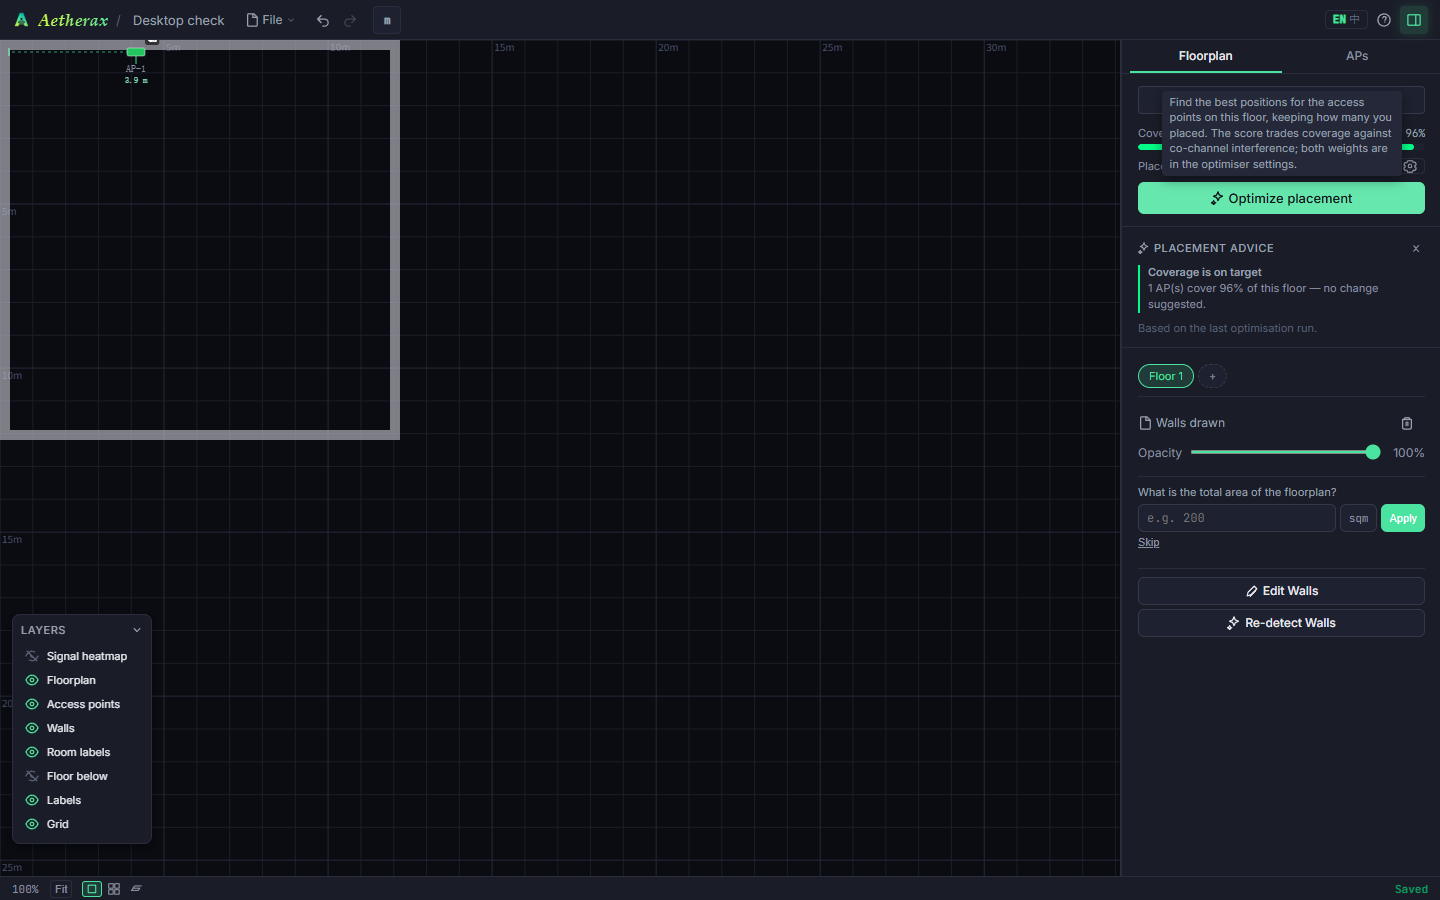 Aetherax / Desktop check File m EN 中
5m 10m 15m 20m 25m 30m
AP-1
3.9 m
5m
10m
15m
20
25m
LAYERS
Signal heatmap
Floorplan
Access points
Walls
Room labels
Floor below
Labels
Grid
100% Fit
Saved
Floorplan APs
Find the best positions for the access
points on this floor, keeping how many you
placed. The score trades coverage against
co-channel interference; both weights are
in the optimiser settings.
96%
Optimize placement
PLACEMENT ADVICE x
Coverage is on target
1 AP(s) cover 96% of this floor — no change
suggested.
Based on the last optimisation run.
Floor 1 +
Walls drawn
Opacity 100%
What is the total area of the floorplan?
e.g. 200 sqm Apply
Skip
Edit Walls
Re-detect Walls